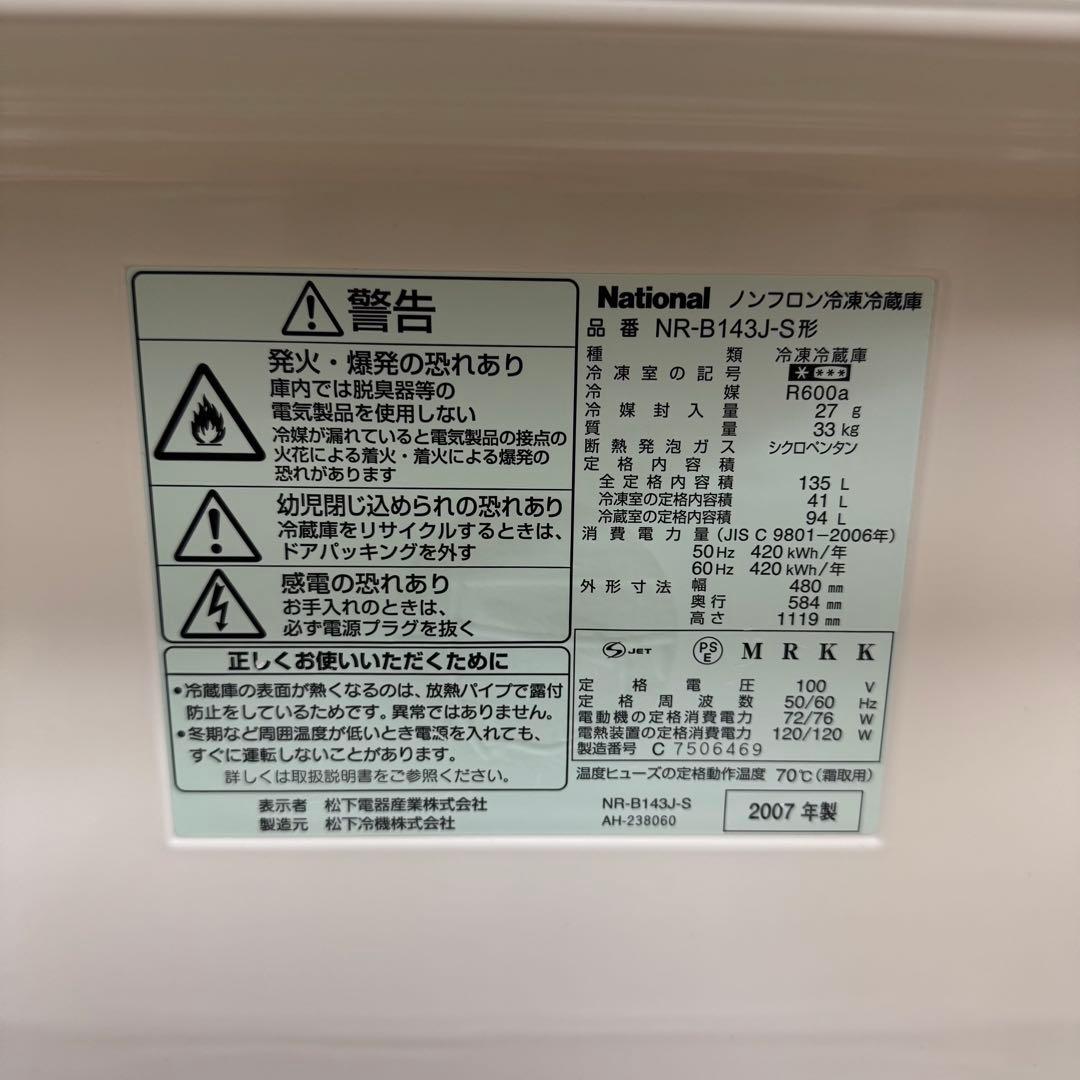 警告
発火・爆発の恐れあり
庫内では脱臭器等の
電気製品を使用しない
冷媒が漏れていると電気製品の接点の
火花による着火・着火による爆発の
恐れがあります
幼児閉じ込められの恐れあり
冷蔵庫をリサイクルするときは、
ドアパッキングを外す
感電の恐れあり
お手入れのときは、
必ず電源プラグを抜く
正しくお使いいただくために
•冷蔵庫の表面が熱くなるのは、放熱パイプで露付
防止をしているためです。異常ではありません。
•冬期など周囲温度が低いとき電源を入れても、
すぐに運転しないことがあります。
詳しくは取扱説明書をご参照ください。
表示者 松下電器産業株式会社
製造元 松下冷機株式会社
National ノンフロン冷凍冷蔵庫
品番 NR-B143J-S形
種類 冷凍冷蔵庫
冷凍室の記号 ****
冷媒 R600a
冷媒封入量 27 g
質量 33 kg
断熱発泡ガス シクロペンタン
定格内容積
全定格内容積 135 L
冷凍室の定格内容積 41 L
冷蔵室の定格内容積 94 L
消費電力量 (JIS C 9801-2006年)
50Hz 420 kWh/年
60Hz 420 kWh/年
外形寸法 幅 480 mm
奥行 584 mm
高さ 1119 mm
S JET PSE M R K K
定格電圧 100 V
定格周波数 50/60 Hz
電動機の定格消費電力 72/76 W
電熱装置の定格消費電力 120/120 W
製造番号 C 7506469
温度ヒューズの定格動作温度 70℃(霜取用)
NR-B143J-S
AH-238060
2007 年製